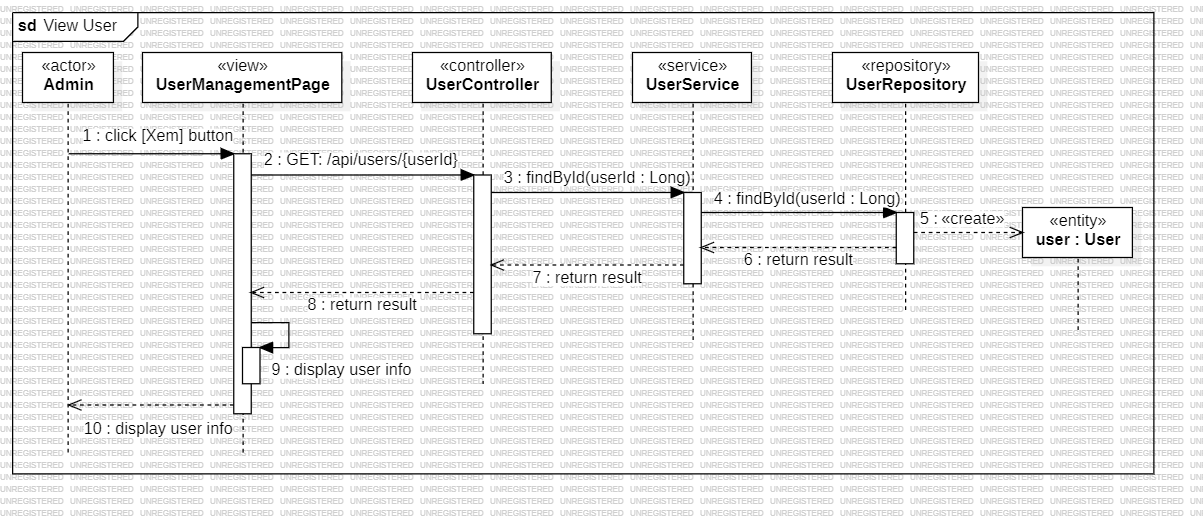 sd View User
«actor»
Admin
«view»
UserManagementPage
«controller»
UserController
«service»
UserService
«repository»
UserRepository
1 : click [Xem] button
2 : GET: /api/users/{userId}
3 : findById(userId : Long)
4 : findById(userId : Long)
5 : «create»
«entity»
user : User
6 : return result
7 : return result
8 : return result
9 : display user info
10 : display user info
UNREGISTERED